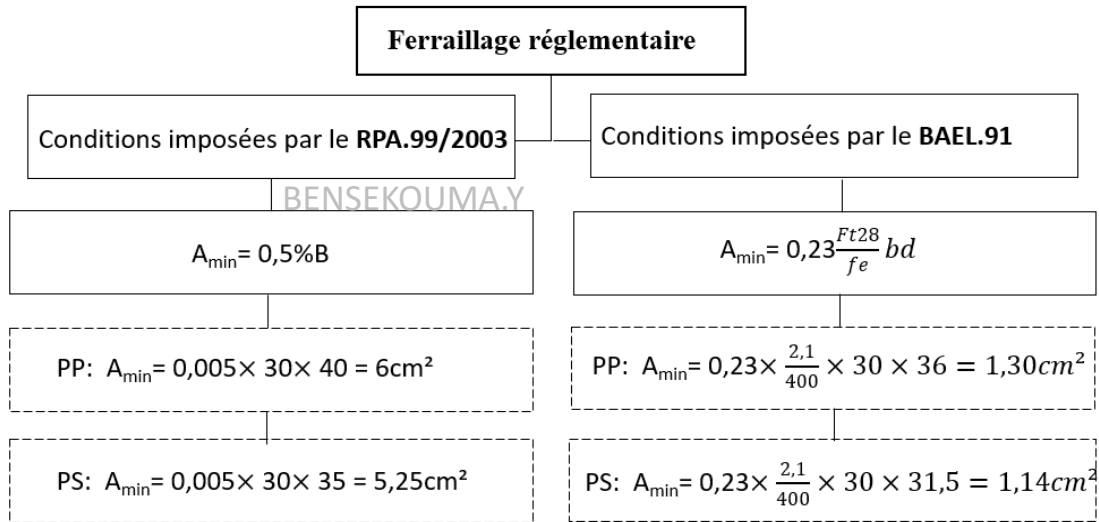 Ferraillage réglementaire
Conditions imposées par le RPA.99/2003
Conditions imposées par le BAEL.91
BENSEKOUMA.Y
Amin= 0,5%B
Amin= 0,23 Ft28/fe bd
PP: Amin= 0,005× 30× 40 = 6cm²
PP: Amin= 0,23× 2,1/400 × 30 × 36 = 1,30cm²
PS: Amin= 0,005× 30× 35 = 5,25cm²
PS: Amin= 0,23× 2,1/400 × 30 × 31,5 = 1,14cm²